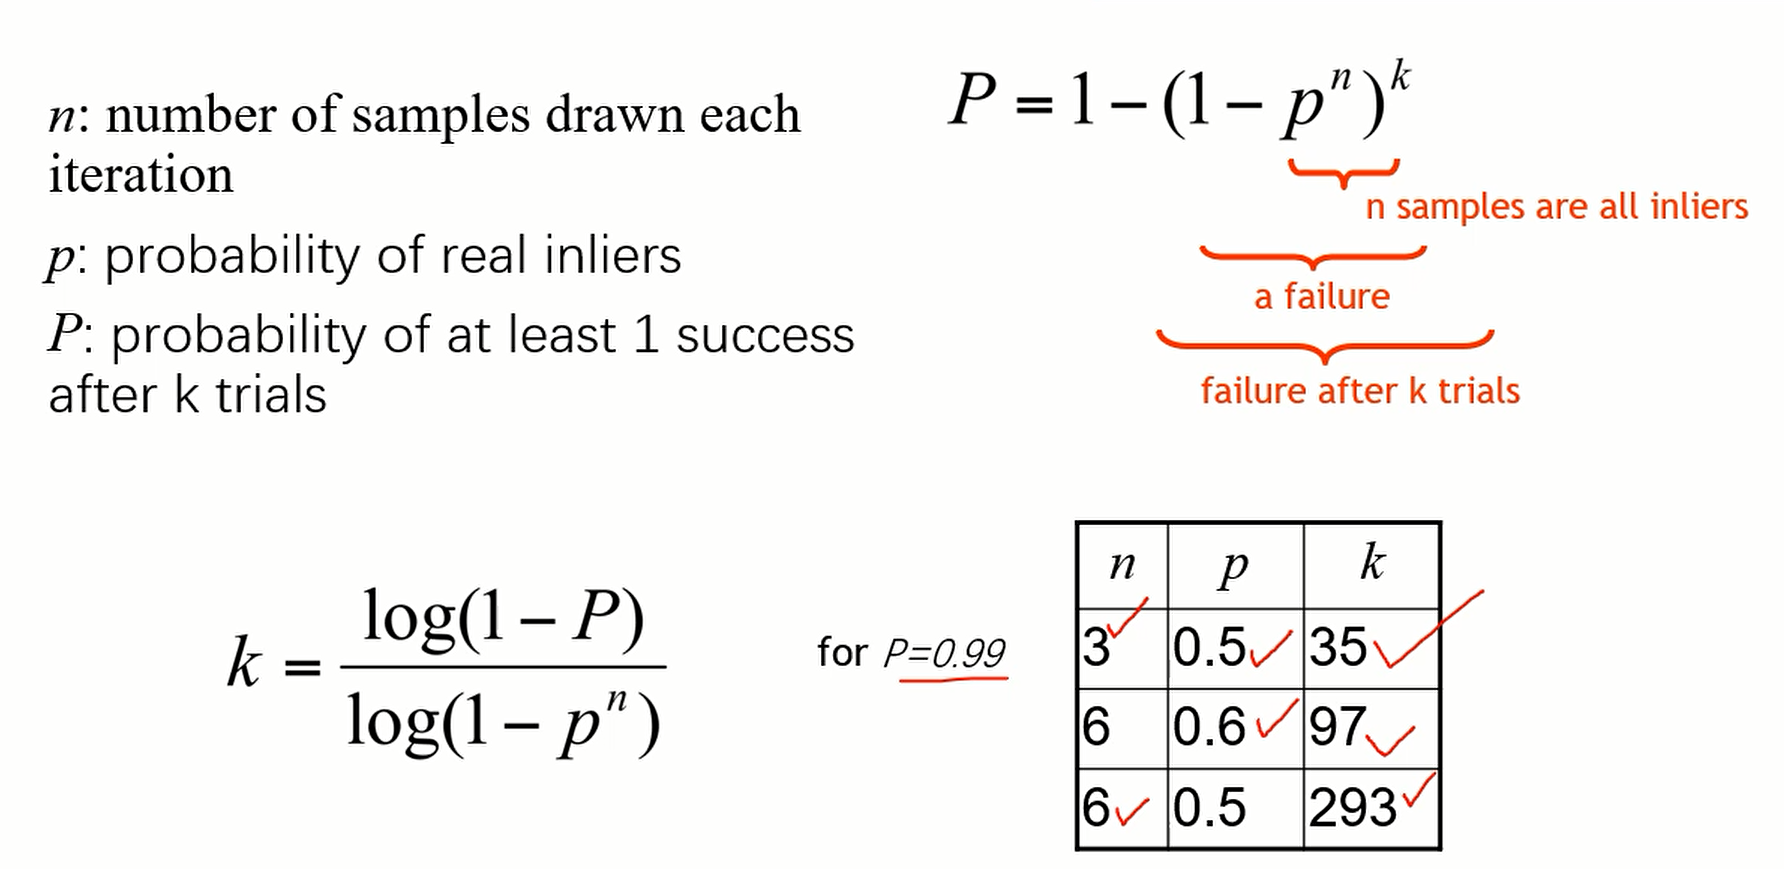 n: number of samples drawn each
iteration
p: probability of real inliers
P: probability of at least 1 success
after k trials
P = 1 − (1 − pⁿ)ᵏ
n samples are all inliers
a failure
failure after k trials
k = log(1 − P) / log(1 − pⁿ)
for P=0.99
n p k
3 0.5 35
6 0.6 97
6 0.5 293